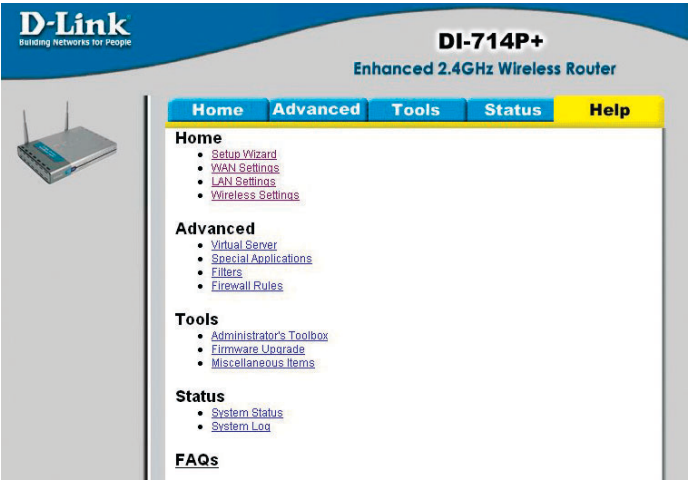 D-Link
Building Networks for People
DI-714P+
Enhanced 2.4GHz Wireless Router
Home Advanced Tools Status Help
Home
Setup Wizard
WAN Settings
LAN Settings
Wireless Settings
Advanced
Virtual Server
Special Applications
Filters
Firewall Rules
Tools
Administrator's Toolbox
Firmware Upgrade
Miscellaneous Items
Status
System Status
System Log
FAQs